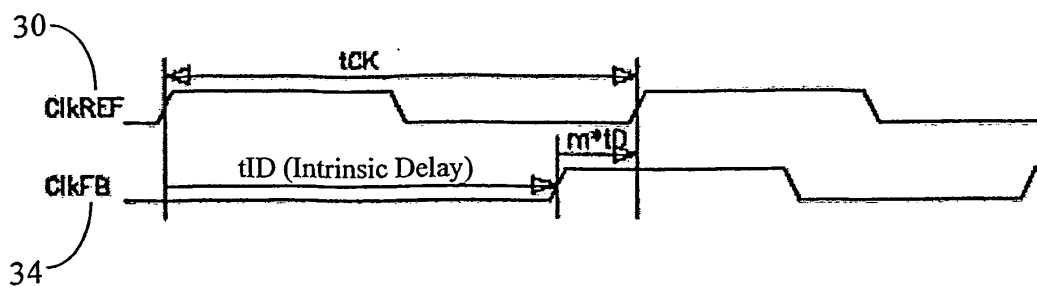 30
tCK
ClkREF
m*tD
tID (Intrinsic Delay)
ClkFB
34